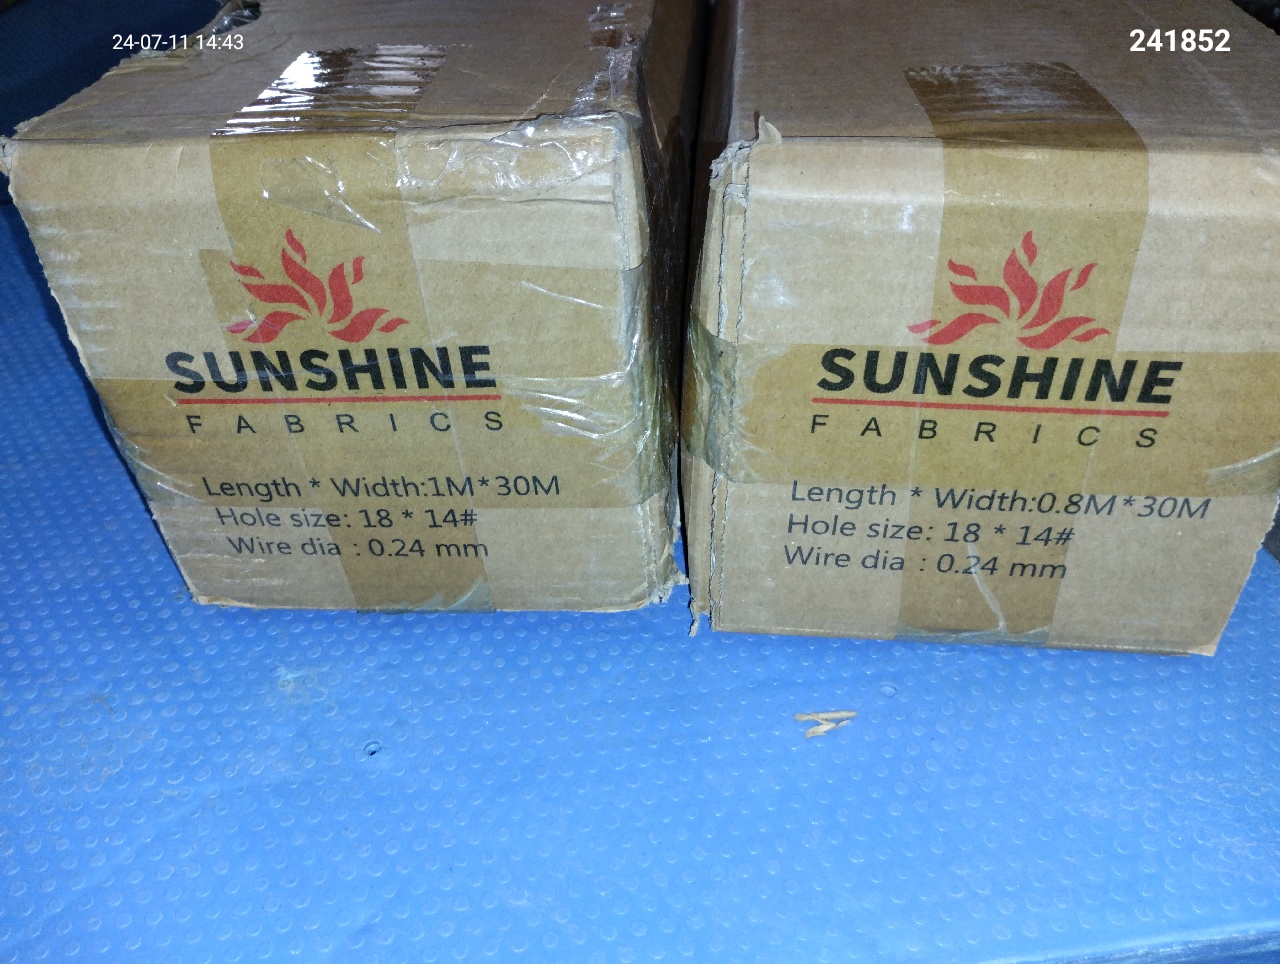 24-07-11 14:43
241852
SUNSHINE
FABRICS
Length * Width:1M*30M
Hole size: 18 * 14#
Wire dia : 0.24 mm
SUNSHINE
FABRICS
Length * Width:0.8M*30M
Hole size: 18 * 14#
Wire dia : 0.24 mm